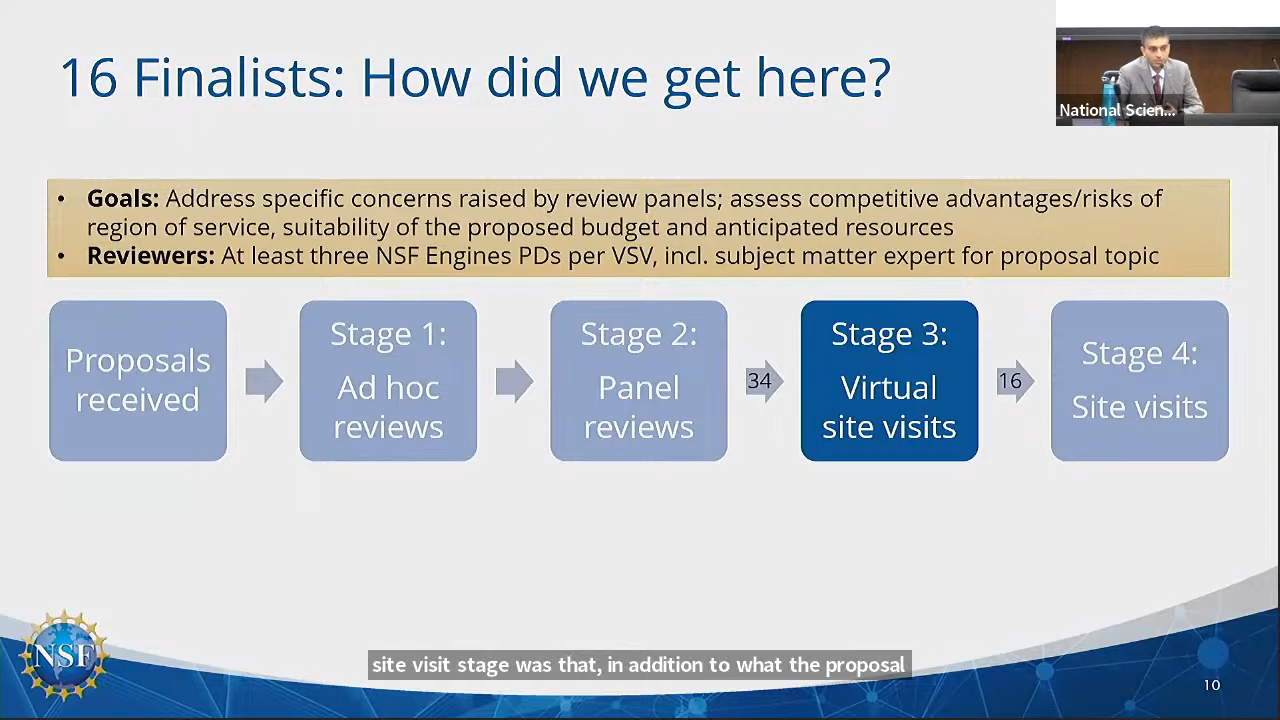 16 Finalists: How did we get here?
National Scien...
• Goals: Address specific concerns raised by review panels; assess competitive advantages/risks of
region of service, suitability of the proposed budget and anticipated resources
• Reviewers: At least three NSF Engines PDs per VSV, incl. subject matter expert for proposal topic
Proposals
received
Stage 1:
Ad hoc
reviews
Stage 2:
Panel
reviews
34
Stage 3:
Virtual
site visits
16
Stage 4:
Site visits
NSF
site visit stage was that, in addition to what the proposal
10